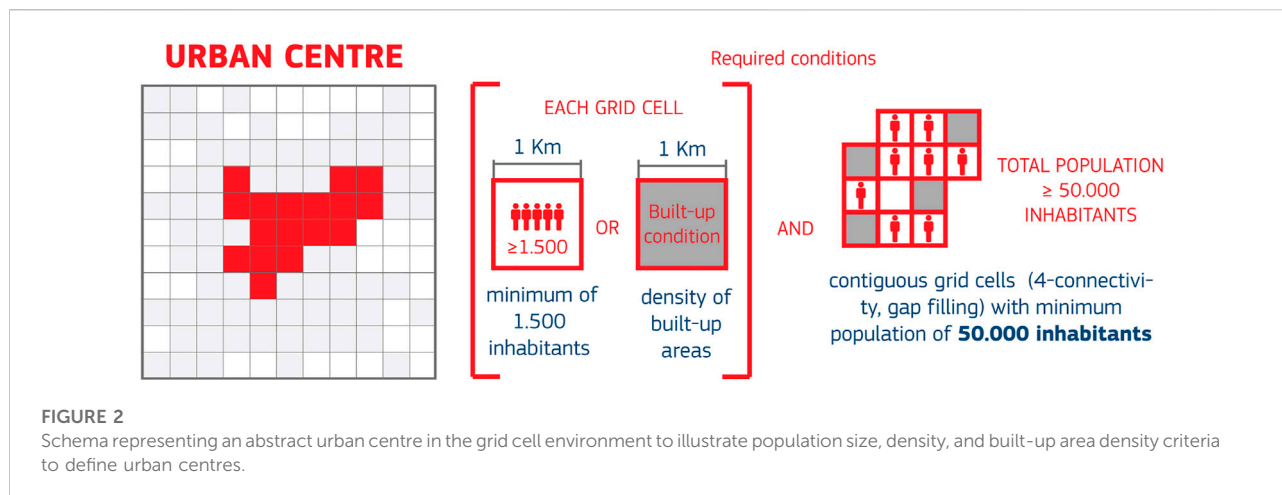 URBAN CENTRE
Required conditions
EACH GRID CELL
1 Km
≥1.500
minimum of
1.500
inhabitants
OR
1 Km
Built-up
condition
density of
built-up
areas
AND
TOTAL POPULATION
≥ 50.000
INHABITANTS
contiguous grid cells (4-connectivi-
ty, gap filling) with minimum
population of 50.000 inhabitants
FIGURE 2
Schema representing an abstract urban centre in the grid cell environment to illustrate population size, density, and built-up area density criteria
to define urban centres.